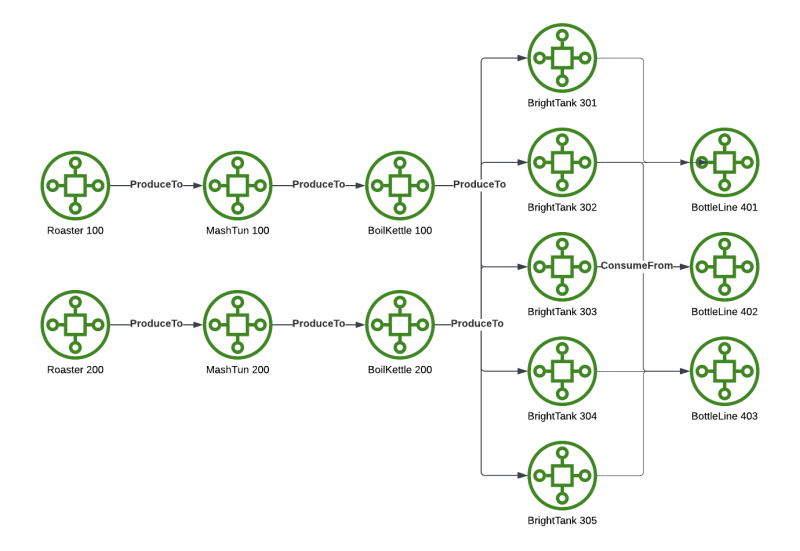 BrightTank 301
BrightTank 302
BottleLine 401
ProduceTo
ProduceTo
ProduceTo
Roaster 100
MashTun 100
BoilKettle 100
ConsumeFrom
BrightTank 303
BottleLine 402
ProduceTo
ProduceTo
ProduceTo
Roaster 200
MashTun 200
BoilKettle 200
BrightTank 304
BottleLine 403
BrightTank 305